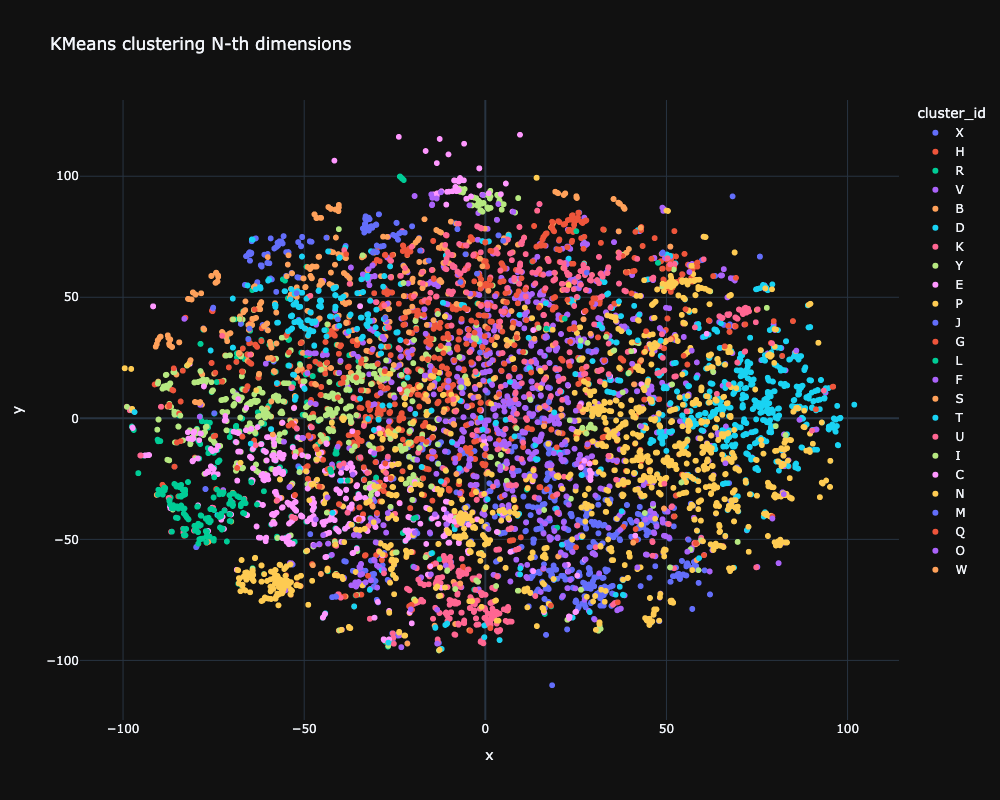 KMeans clustering N-th dimensions
cluster_id
X
H
R
V
B
D
K
Y
E
P
J
G
L
F
S
T
U
I
C
N
M
Q
O
W
100
50
0
−50
−100
y
−100
−50
0
50
100
x